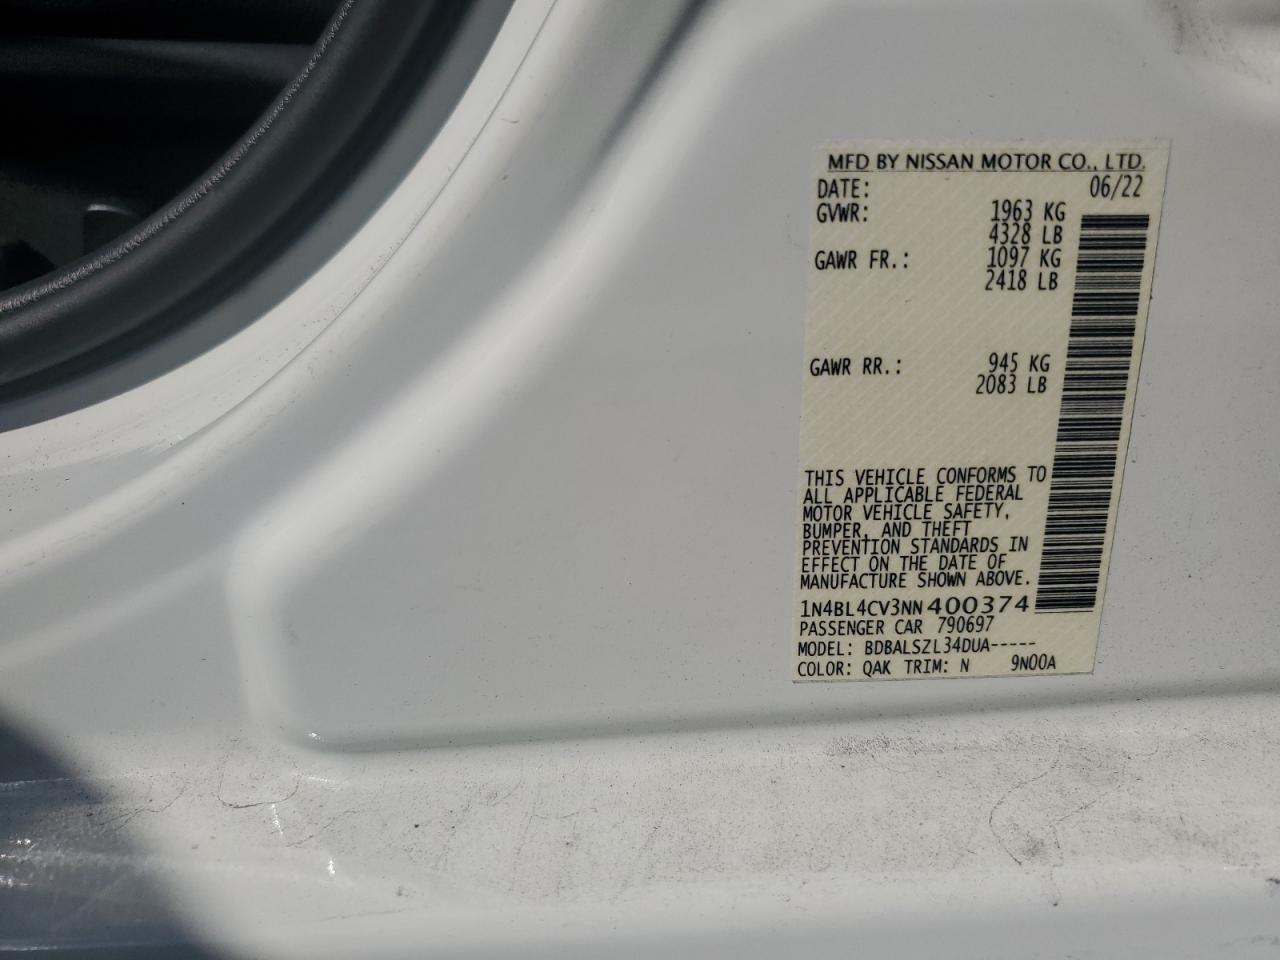 MFD BY NISSAN MOTOR CO., LTD.
DATE: 06/22
GVWR: 1963 KG
4328 LB
GAWR FR.: 1097 KG
2418 LB
GAWR RR.: 945 KG
2083 LB
THIS VEHICLE CONFORMS TO
ALL APPLICABLE FEDERAL
MOTOR VEHICLE SAFETY,
BUMPER, AND THEFT
PREVENTION STANDARDS IN
EFFECT ON THE DATE OF
MANUFACTURE SHOWN ABOVE.
1N4BL4CV3NN400374
PASSENGER CAR 790697
MODEL: BDBALSZL34DUA-----
COLOR: QAK TRIM: N 9N00A